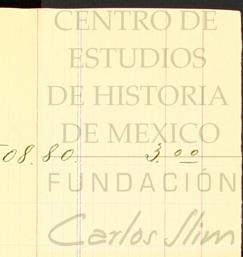 CENTRO DE
ESTUDIOS
DE HISTORIA
DE MEXICO
08.80. 3.00
FUNDACIÓN
Carlos Slim